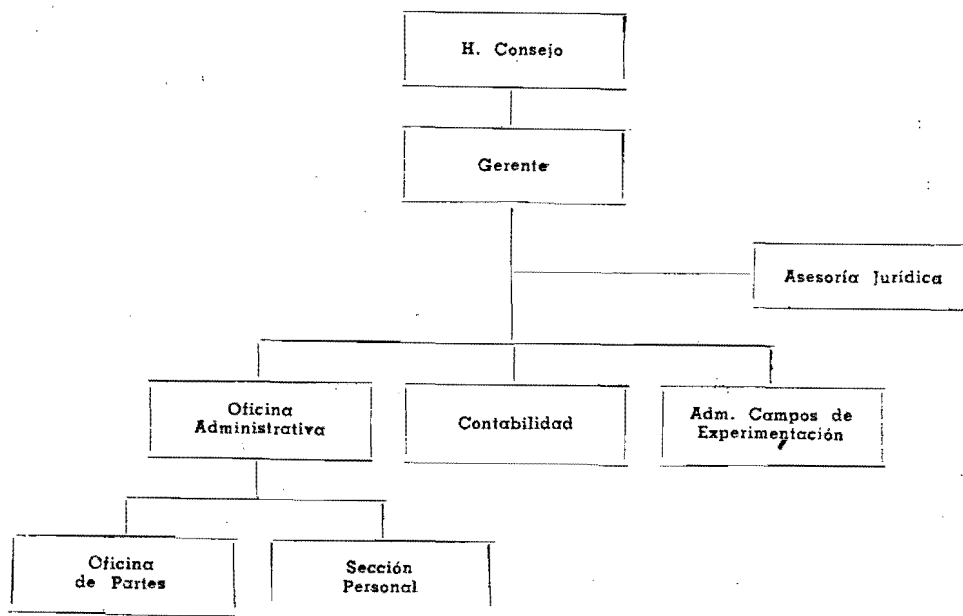 H. Consejo
Gerente
Asesoría Jurídica
Oficina
Administrativa
Contabilidad
Adm. Campos de
Experimentación
Oficina
de Partes
Sección
Personal